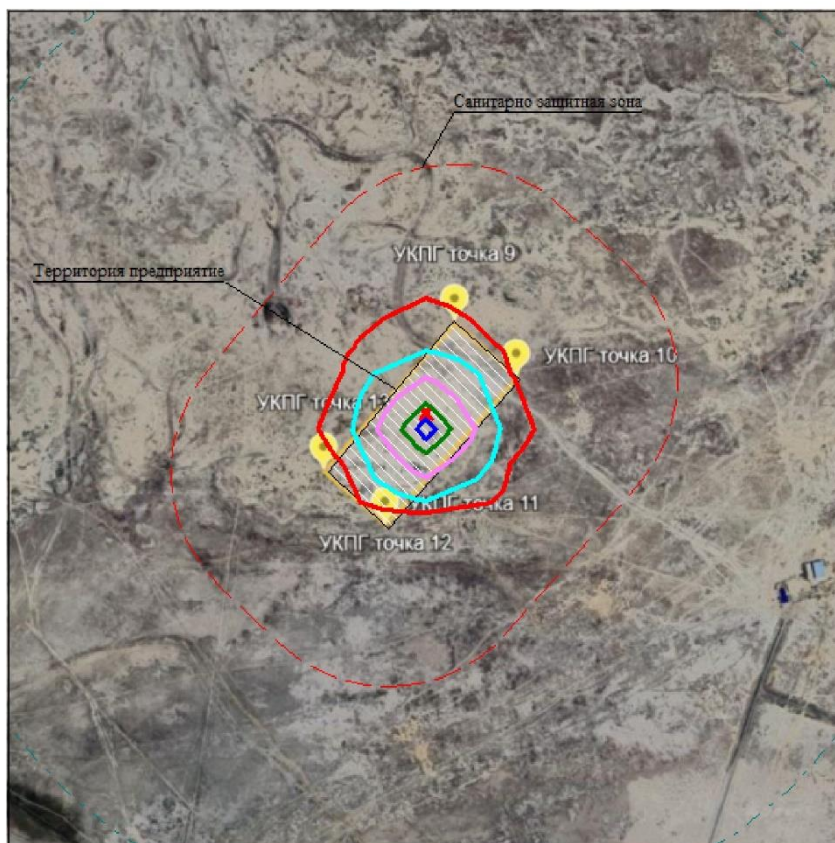 Санитарно защитная зона
УКПГ точка 9
Территория предприятие
УКПГ точка 10
УКПГ точка 13
УКПГ точка 11
УКПГ точка 12